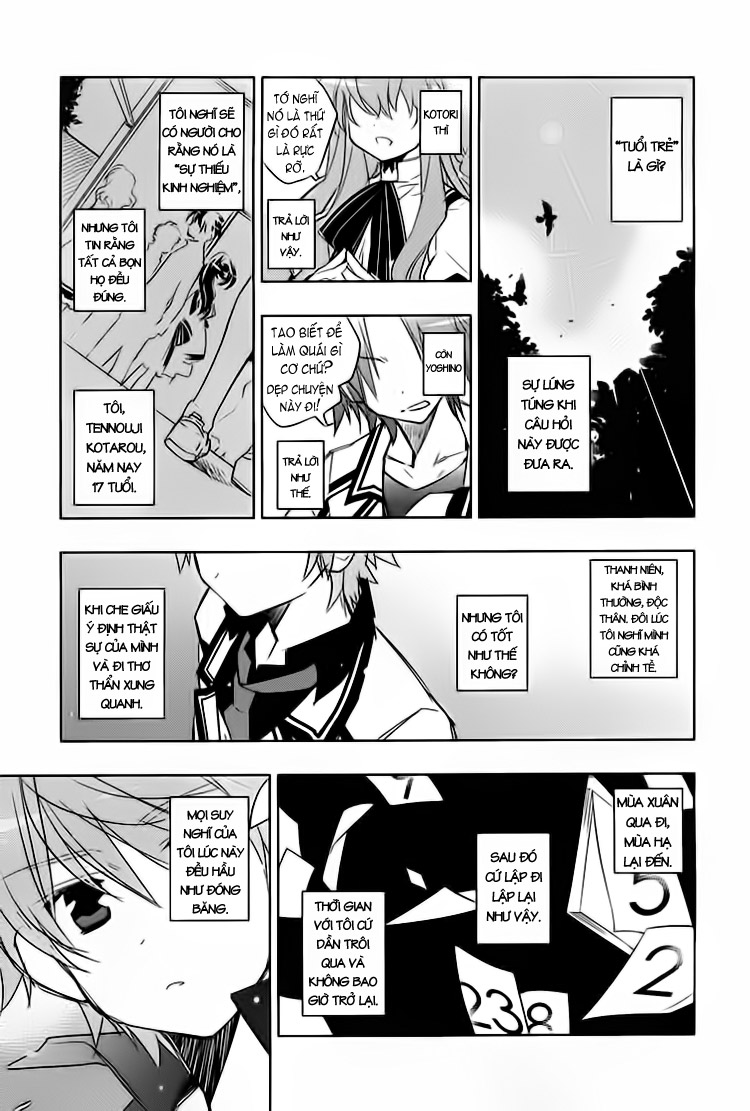 "TUỔI TRẺ"
LÀ GÌ?
SỰ LÚNG
TÚNG KHI
CÂU HỎI
NÀY ĐƯỢC
ĐƯA RA.
KOTORI
THÌ
TỚ NGHĨ
NÓ LÀ THỨ
GÌ ĐÓ RẤT
LÀ RỰC
RỠ.
TRẢ LỜI
NHƯ
VẬY.
CÒN
YOSHINO
TAO BIẾT ĐỂ
LÀM QUÁI GÌ
CƠ CHỨ?
DẸP CHUYỆN
NÀY ĐI!
TRẢ LỜI
NHƯ
THẾ.
TÔI NGHĨ SẼ
CÓ NGƯỜI CHO
RẰNG NÓ LÀ
"SỰ THIẾU
KINH NGHIỆM",
NHƯNG TÔI
TIN RẰNG
TẤT CẢ BỌN
HỌ ĐỀU
ĐÚNG.
TÔI,
TENNOUJI
KOTAROU,
NĂM NAY
17 TUỔI.
THANH NIÊN,
KHÁ BÌNH
THƯỜNG, ĐỘC
THÂN. ĐÔI LÚC
TÔI NGHĨ MÌNH
CŨNG KHÁ
CHỈNH TỀ.
NHƯNG TÔI
CÓ TỐT
NHƯ THẾ
KHÔNG?
KHI CHE GIẤU
Ý ĐỊNH THẬT
SỰ CỦA MÌNH
VÀ ĐI THƠ
THẨN XUNG
QUANH.
MÙA XUÂN
QUA ĐI,
MÙA HẠ
LẠI ĐẾN.
SAU ĐÓ
CỨ LẬP ĐI
LẬP LẠI
NHƯ VẬY.
THỜI GIAN
VỚI TÔI CỨ
DẦN TRÔI
QUA VÀ
KHÔNG BAO
GIỜ TRỞ LẠI.
7
5
2
23
8
MỌI SUY
NGHĨ CỦA
TÔI LÚC NÀY
ĐỀU HẦU
NHƯ ĐÓNG
BĂNG.